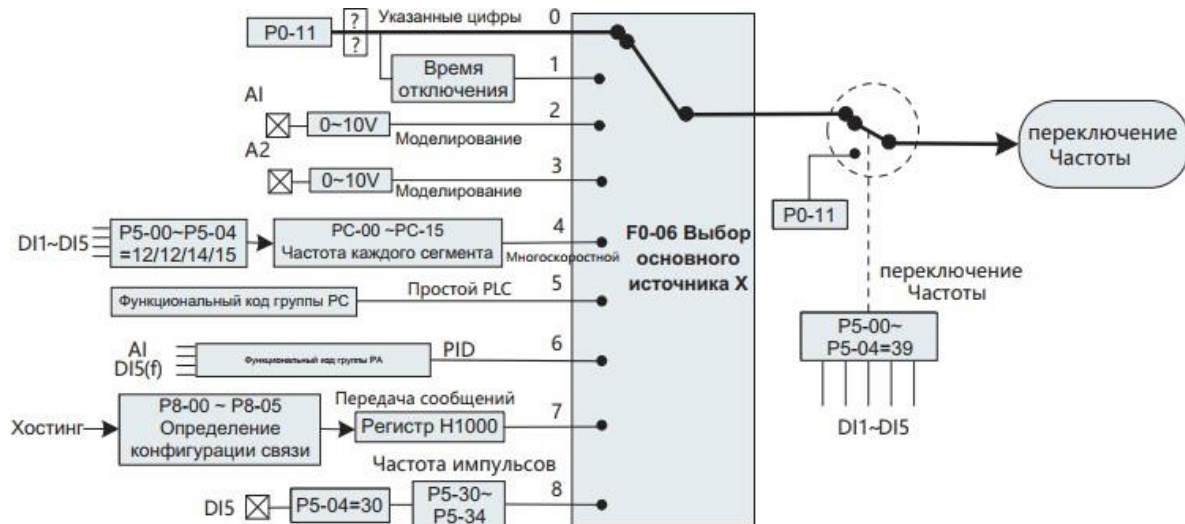 P0-11
?
?
Указанные цифры
0
Время
отключения
1
AI
0~10V
Моделирование
2
A2
0~10V
Моделирование
3
DI1~DI5
P5-00~P5-04
=12/12/14/15
PC-00 ~PC-15
Частота каждого сегмента
Многоскоростной
4
Функциональный код группы PC
Простой PLC
5
AI
DI5(f)
Функциональный код группы PA
PID
6
Хостинг
P8-00 ~ P8-05
Определение
конфигурации связи
Передача сообщений
Регистр H1000
7
Частота импульсов
DI5
P5-04=30
P5-30~
P5-34
8
F0-06 Выбор
основного
источника X
P0-11
переключение
Частоты
P5-00~
P5-04=39
DI1~DI5
переключение
Частоты